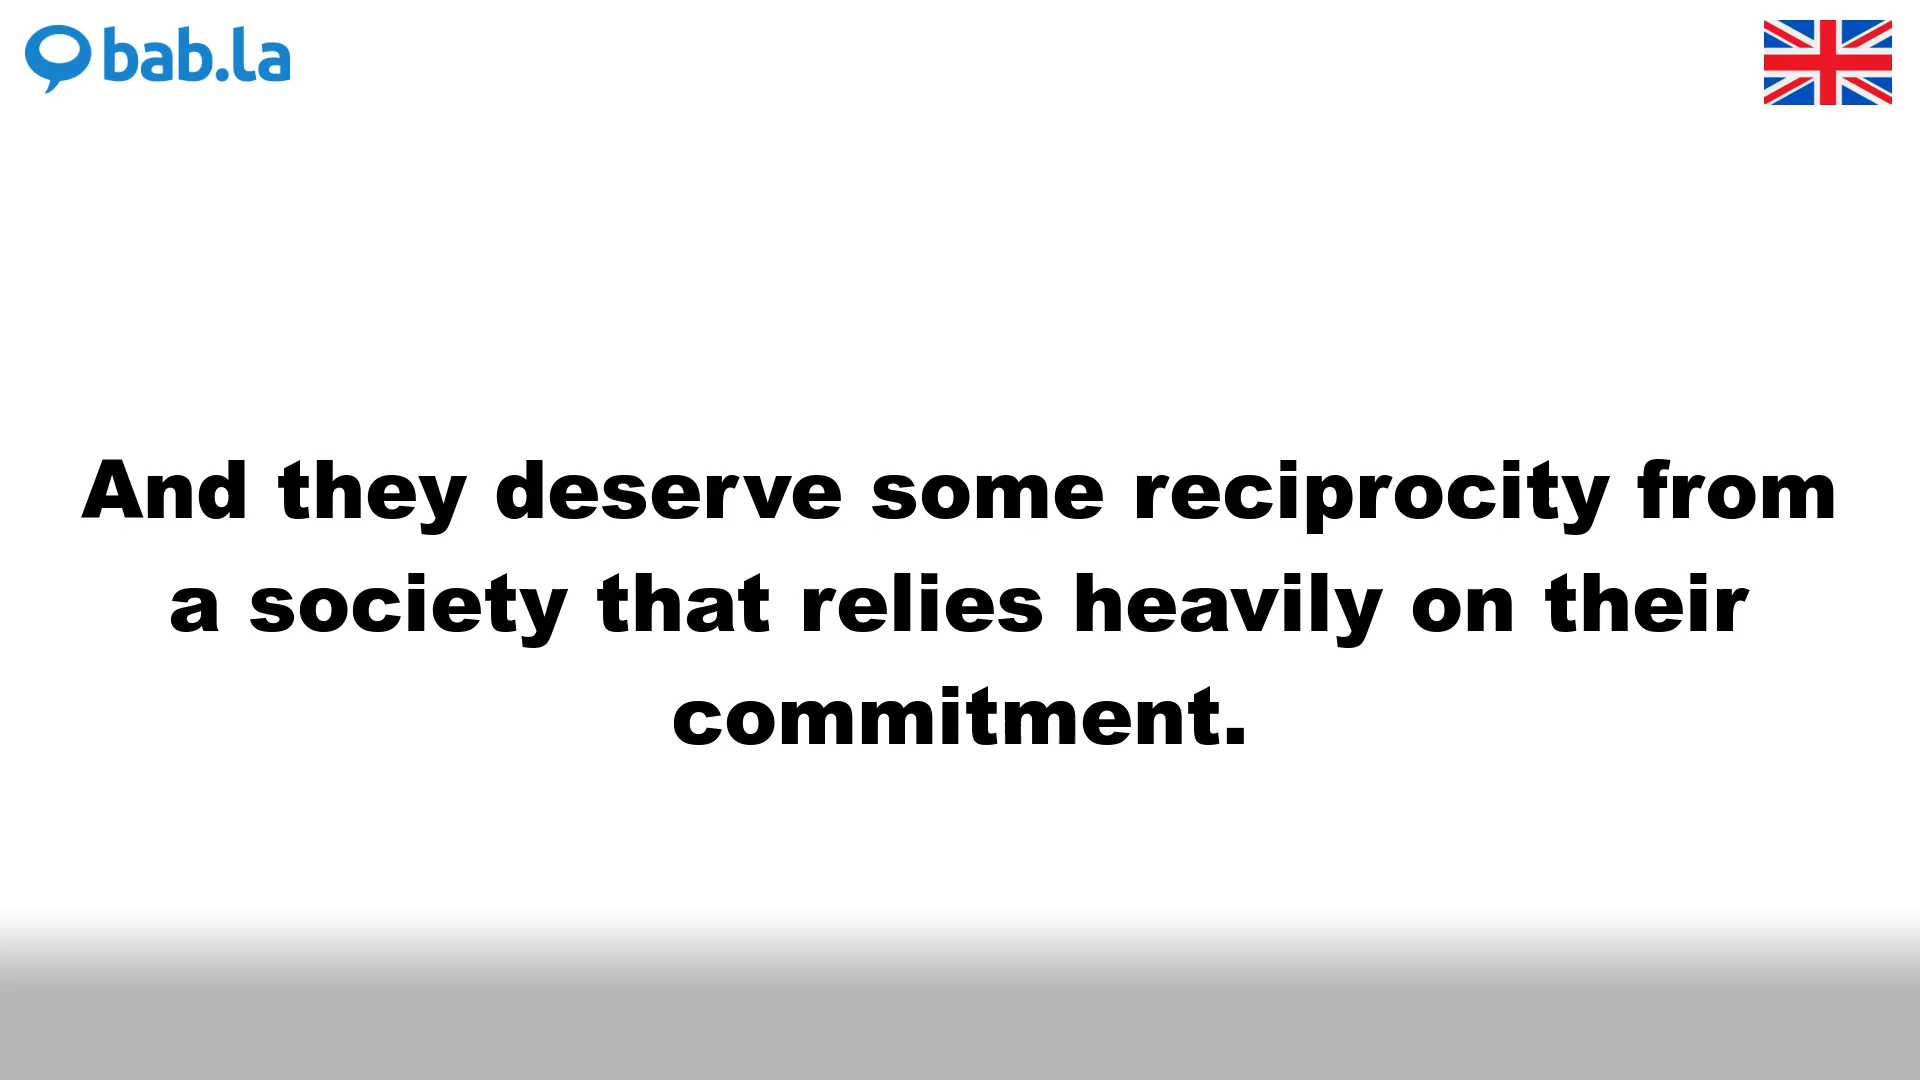 bab.la
And they deserve some reciprocity from
a society that relies heavily on their
commitment.